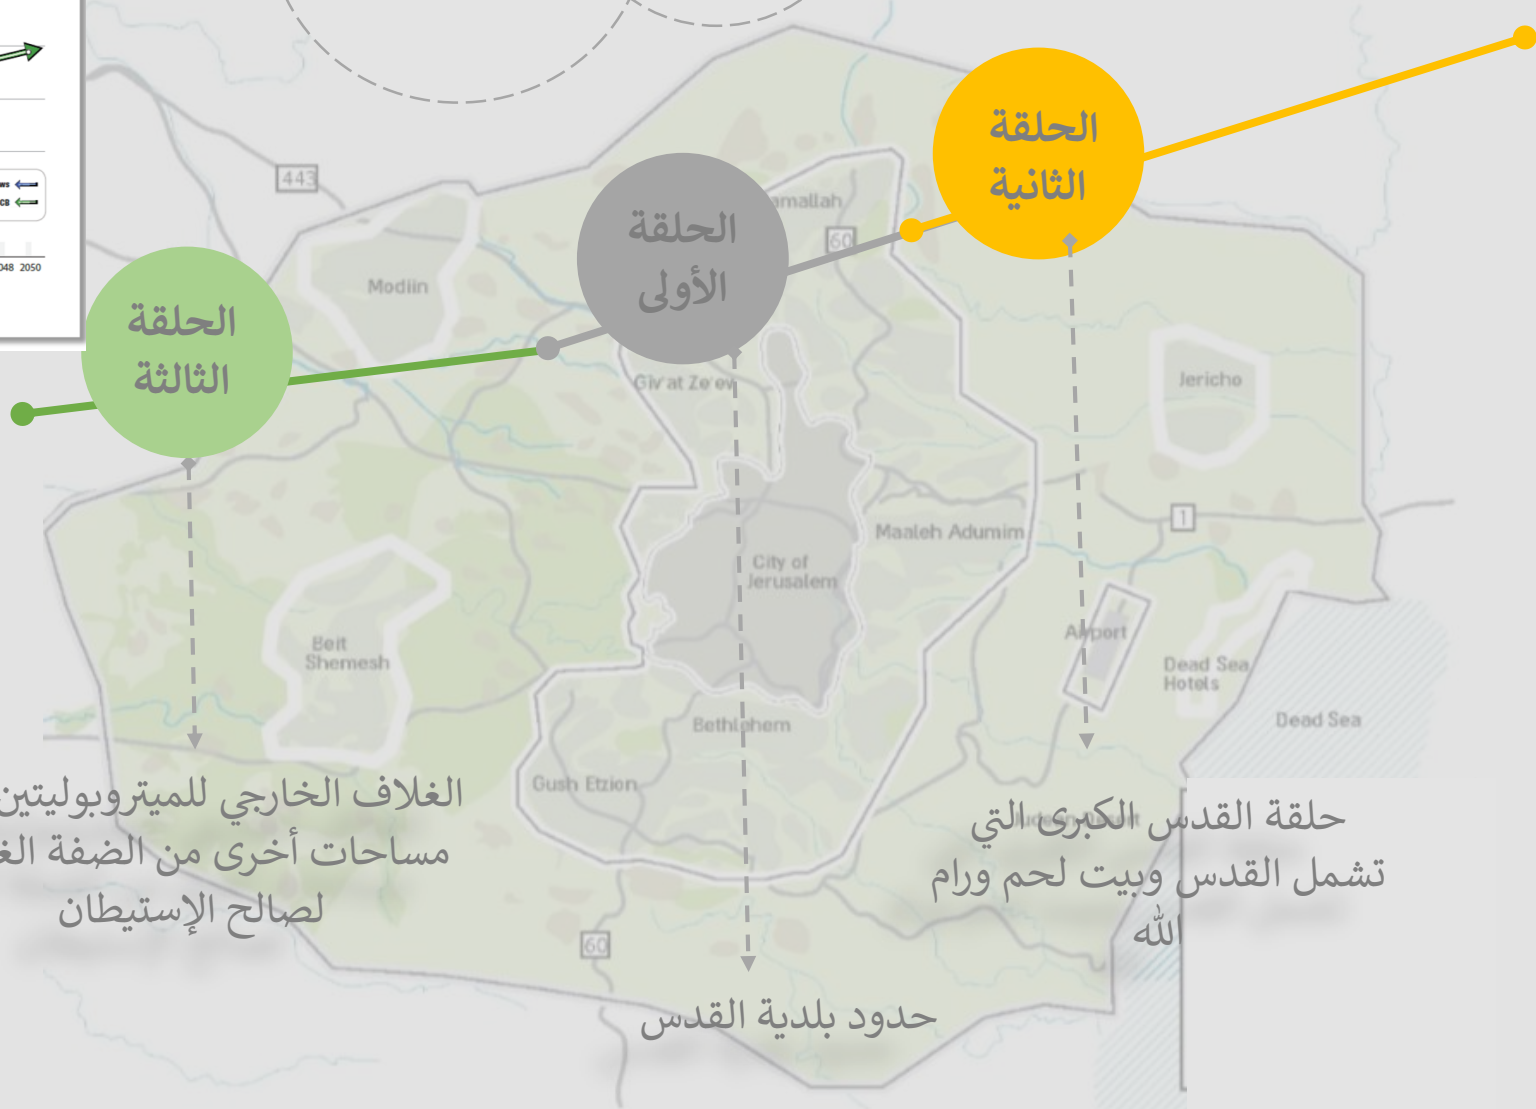 2050
443
الحلقة
الثانية
الحلقة
الأولى
60
Modiin
الحلقة
الثالثة
Jericho
Giv'at Ze'ev
1
Maaleh Adumim
City of
Jerusalem
Airport
Beit
Shemesh
Dead Sea
Hotels
Dead Sea
Bethlehem
Gush Etzion
الغلاف الخارجي للميتروبوليتين
مساحات أخرى من الضفة
لصالح الإستيطان
حلقة القدس الكبرى التي
تشمل القدس وبيت لحم ورام
الله
Judean Desert
60
حدود بلدية القدس